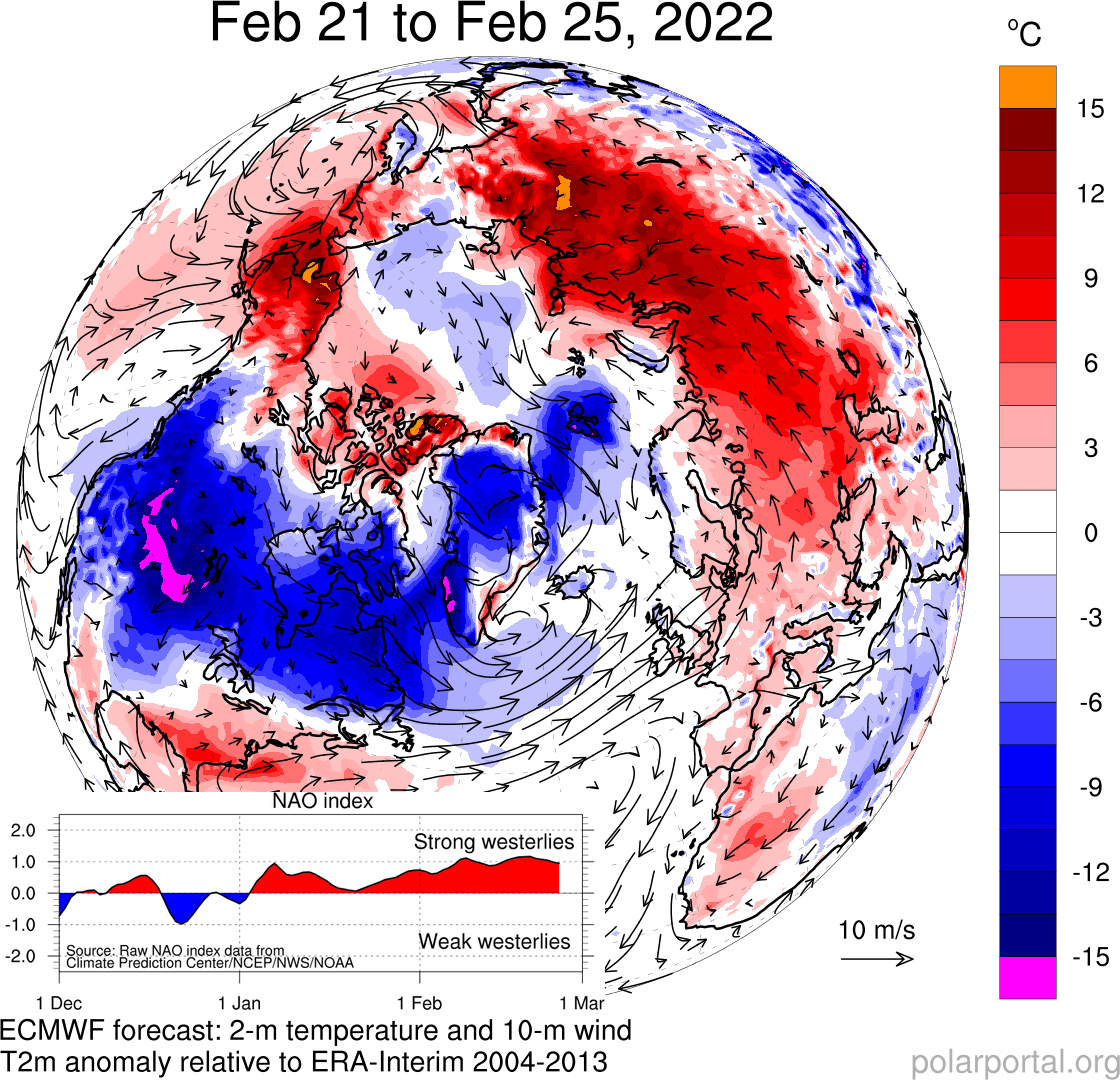 Feb 21 to Feb 25, 2022
oC
15
12
9
6
3
0
-3
-6
-9
-12
-15
10 m/s
NAO index
2.0
1.0
0.0
-1.0
-2.0
Strong westerlies
Weak westerlies
Source: Raw NAO index data from
Climate Prediction Center/NCEP/NWS/NOAA
1 Dec 1 Jan 1 Feb 1 Mar
ECMWF forecast: 2-m temperature and 10-m wind
T2m anomaly relative to ERA-Interim 2004-2013
polarportal.org